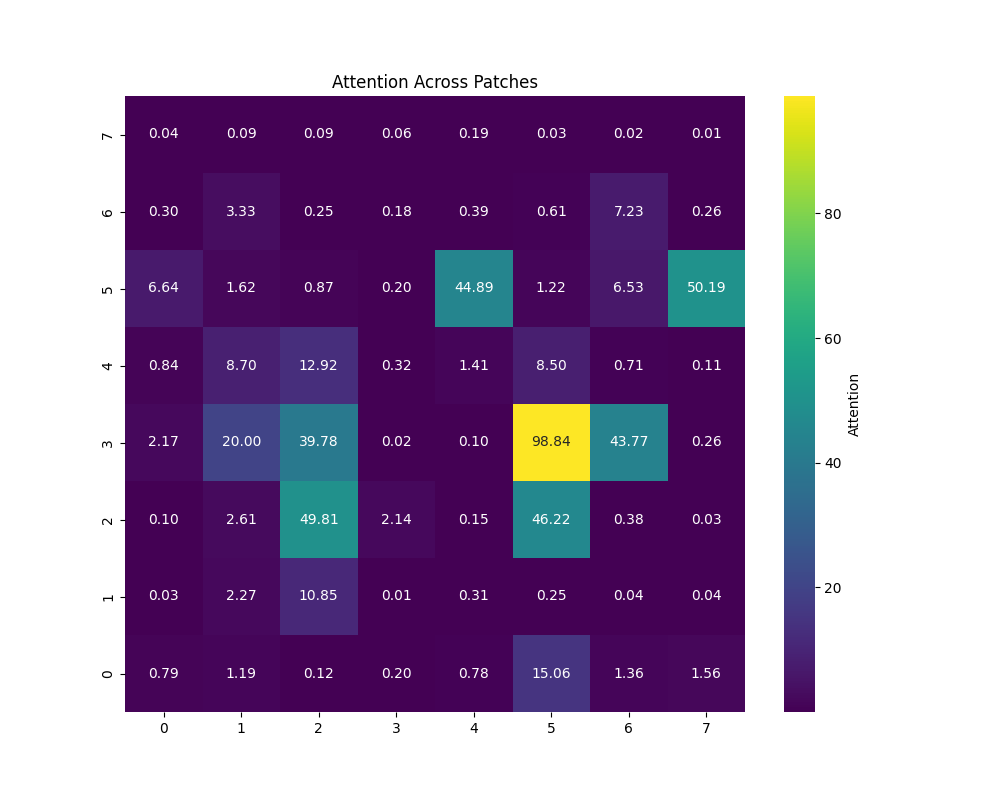 Attention Across Patches
7 0.04 0.09 0.09 0.06 0.19 0.03 0.02 0.01
6 0.30 3.33 0.25 0.18 0.39 0.61 7.23 0.26
80
5 6.64 1.62 0.87 0.20 44.89 1.22 6.53 50.19
60
4 0.84 8.70 12.92 0.32 1.41 8.50 0.71 0.11
Attention
3 2.17 20.00 39.78 0.02 0.10 98.84 43.77 0.26
40
2 0.10 2.61 49.81 2.14 0.15 46.22 0.38 0.03
20
1 0.03 2.27 10.85 0.01 0.31 0.25 0.04 0.04
0 0.79 1.19 0.12 0.20 0.78 15.06 1.36 1.56
0 1 2 3 4 5 6 7